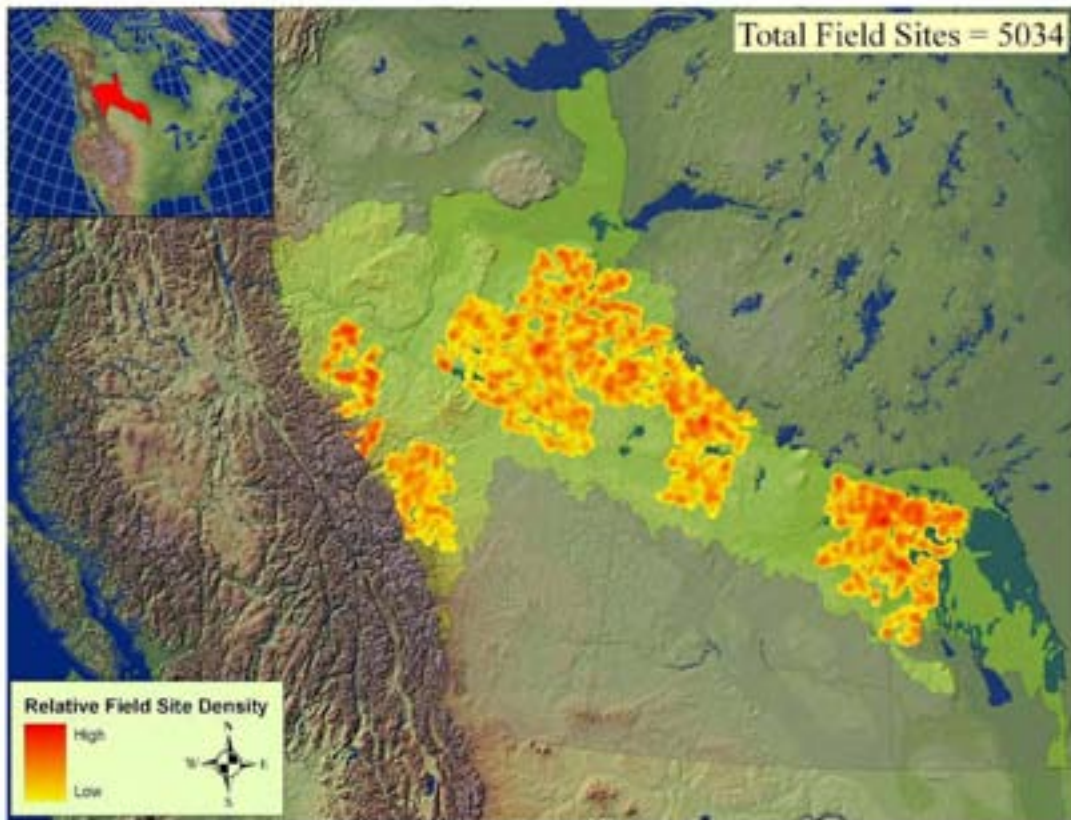 Total Field Sites = 5034
Relative Field Site Density
High
Low
N
W E
S